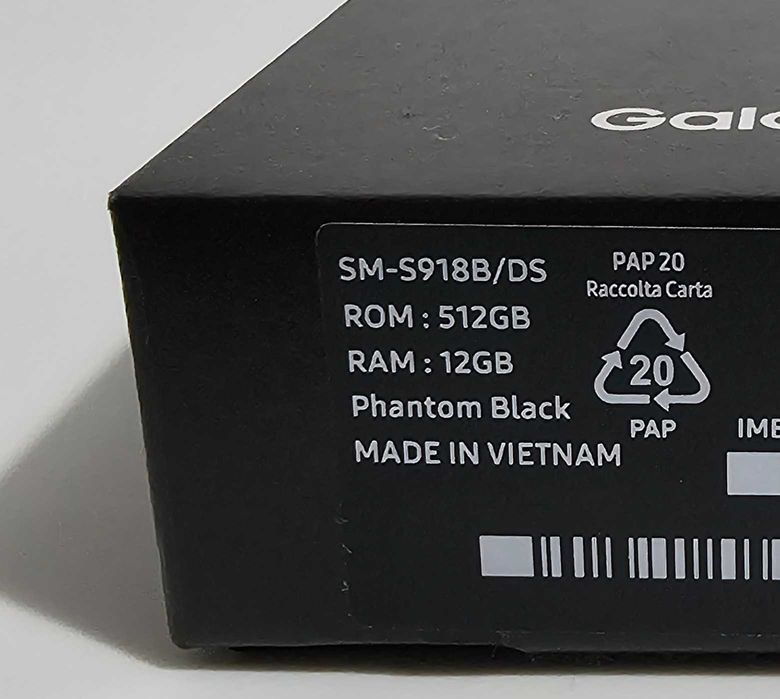 SM-S918B/DS
ROM : 512GB
RAM : 12GB
Phantom Black
MADE IN VIETNAM
PAP 20
Raccolta Carta
20
PAP